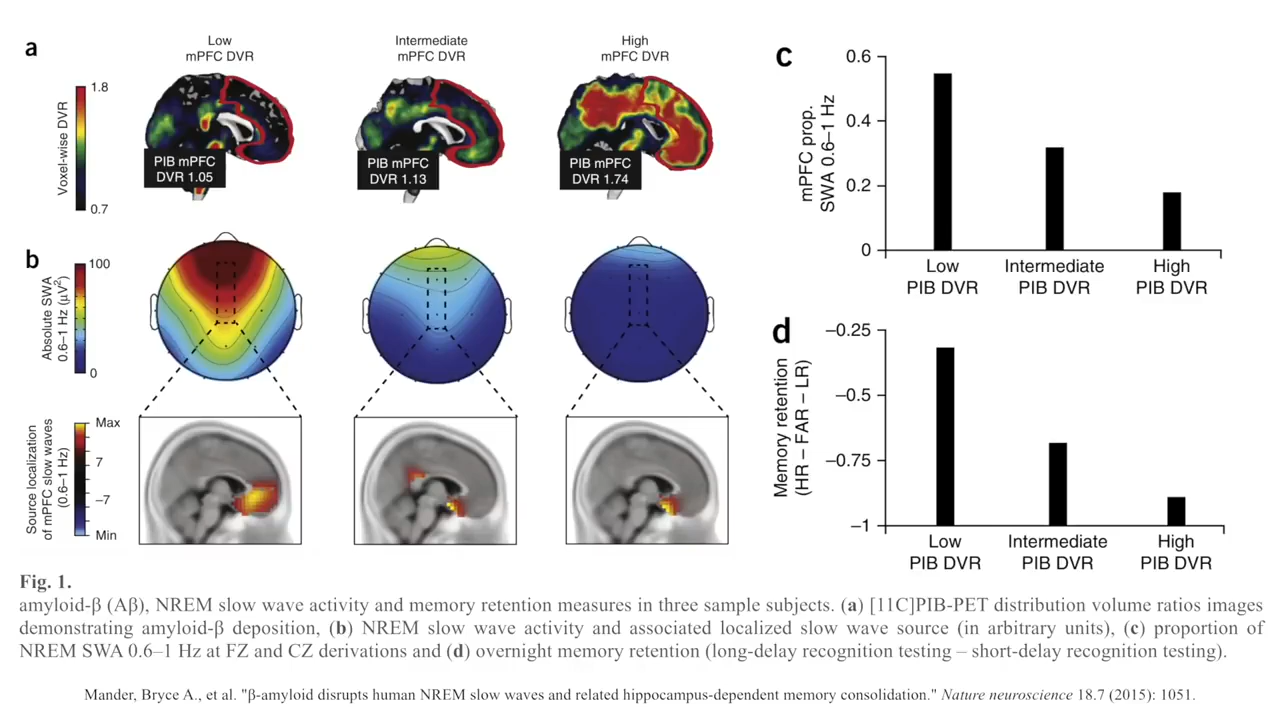 a
Low
mPFC DVR
Intermediate
mPFC DVR
High
mPFC DVR
Voxel-wise DVR
1.8
0.7
PIB mPFC
DVR 1.05
PIB mPFC
DVR 1.13
PIB mPFC
DVR 1.74
b
Absolute SWA
0.6–1 Hz (µV²)
100
0
Source localization
of mPFC slow waves
(0.6–1 Hz)
Max
7
–7
Min
c
mPFC prop.
SWA 0.6–1 Hz
0.6
0.4
0.2
0
Low
PIB DVR
Intermediate
PIB DVR
High
PIB DVR
d
Memory retention
(HR – FAR – LR)
–0.25
–0.5
–0.75
–1
Low
PIB DVR
Intermediate
PIB DVR
High
PIB DVR
Fig. 1.
amyloid-β (Aβ), NREM slow wave activity and memory retention measures in three sample subjects. (a) [11C]PIB-PET distribution volume ratios images
demonstrating amyloid-β deposition, (b) NREM slow wave activity and associated localized slow wave source (in arbitrary units), (c) proportion of
NREM SWA 0.6–1 Hz at FZ and CZ derivations and (d) overnight memory retention (long-delay recognition testing – short-delay recognition testing).
Mander, Bryce A., et al. "β-amyloid disrupts human NREM slow waves and related hippocampus-dependent memory consolidation." Nature neuroscience 18.7 (2015): 1051.